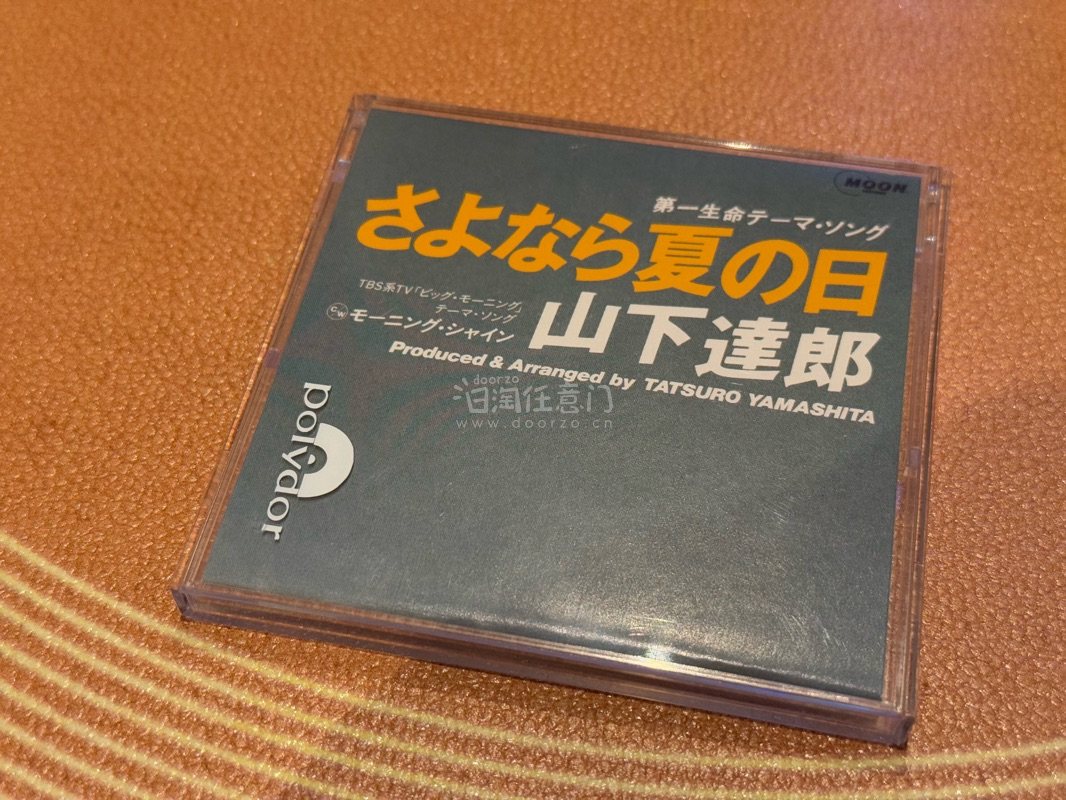 MOON
第一生命テーマ・ソング
さよなら夏の日
TBS系TV「ビッグ・モーニング」
テーマ・ソング
CW モーニング・シャイン
山下達郎
Produced & Arranged by TATSURO YAMASHITA
polydor
doorzo
日淘任意门
www.doorzo.cn